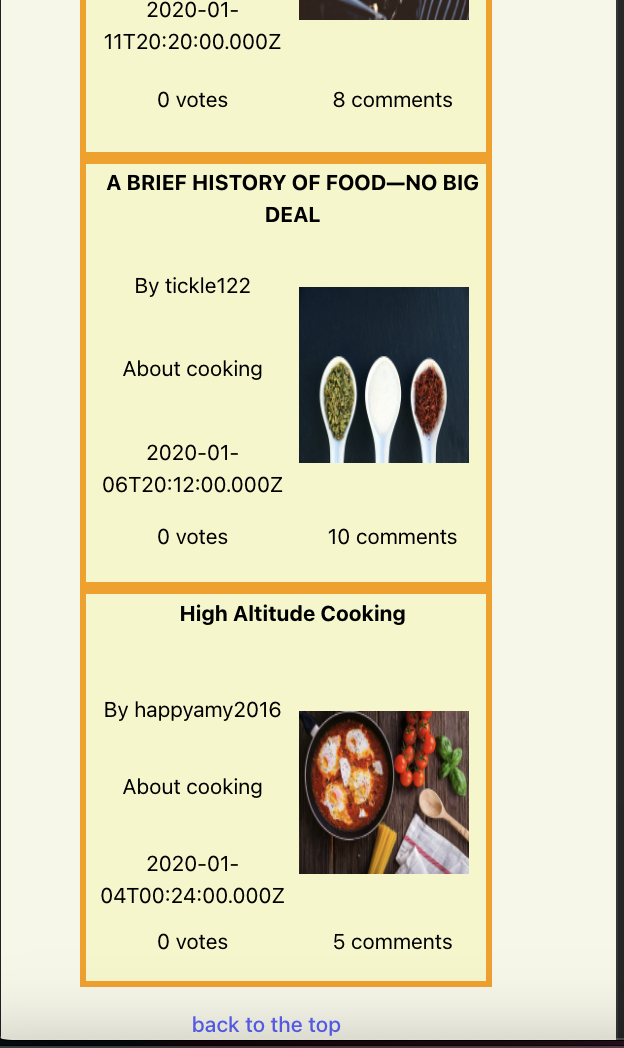 2020-01-
11T20:20:00.000Z
0 votes
8 comments
A BRIEF HISTORY OF FOOD—NO BIG
DEAL
By tickle122
About cooking
2020-01-
06T20:12:00.000Z
0 votes
10 comments
High Altitude Cooking
By happyamy2016
About cooking
2020-01-
04T00:24:00.000Z
0 votes
5 comments
back to the top